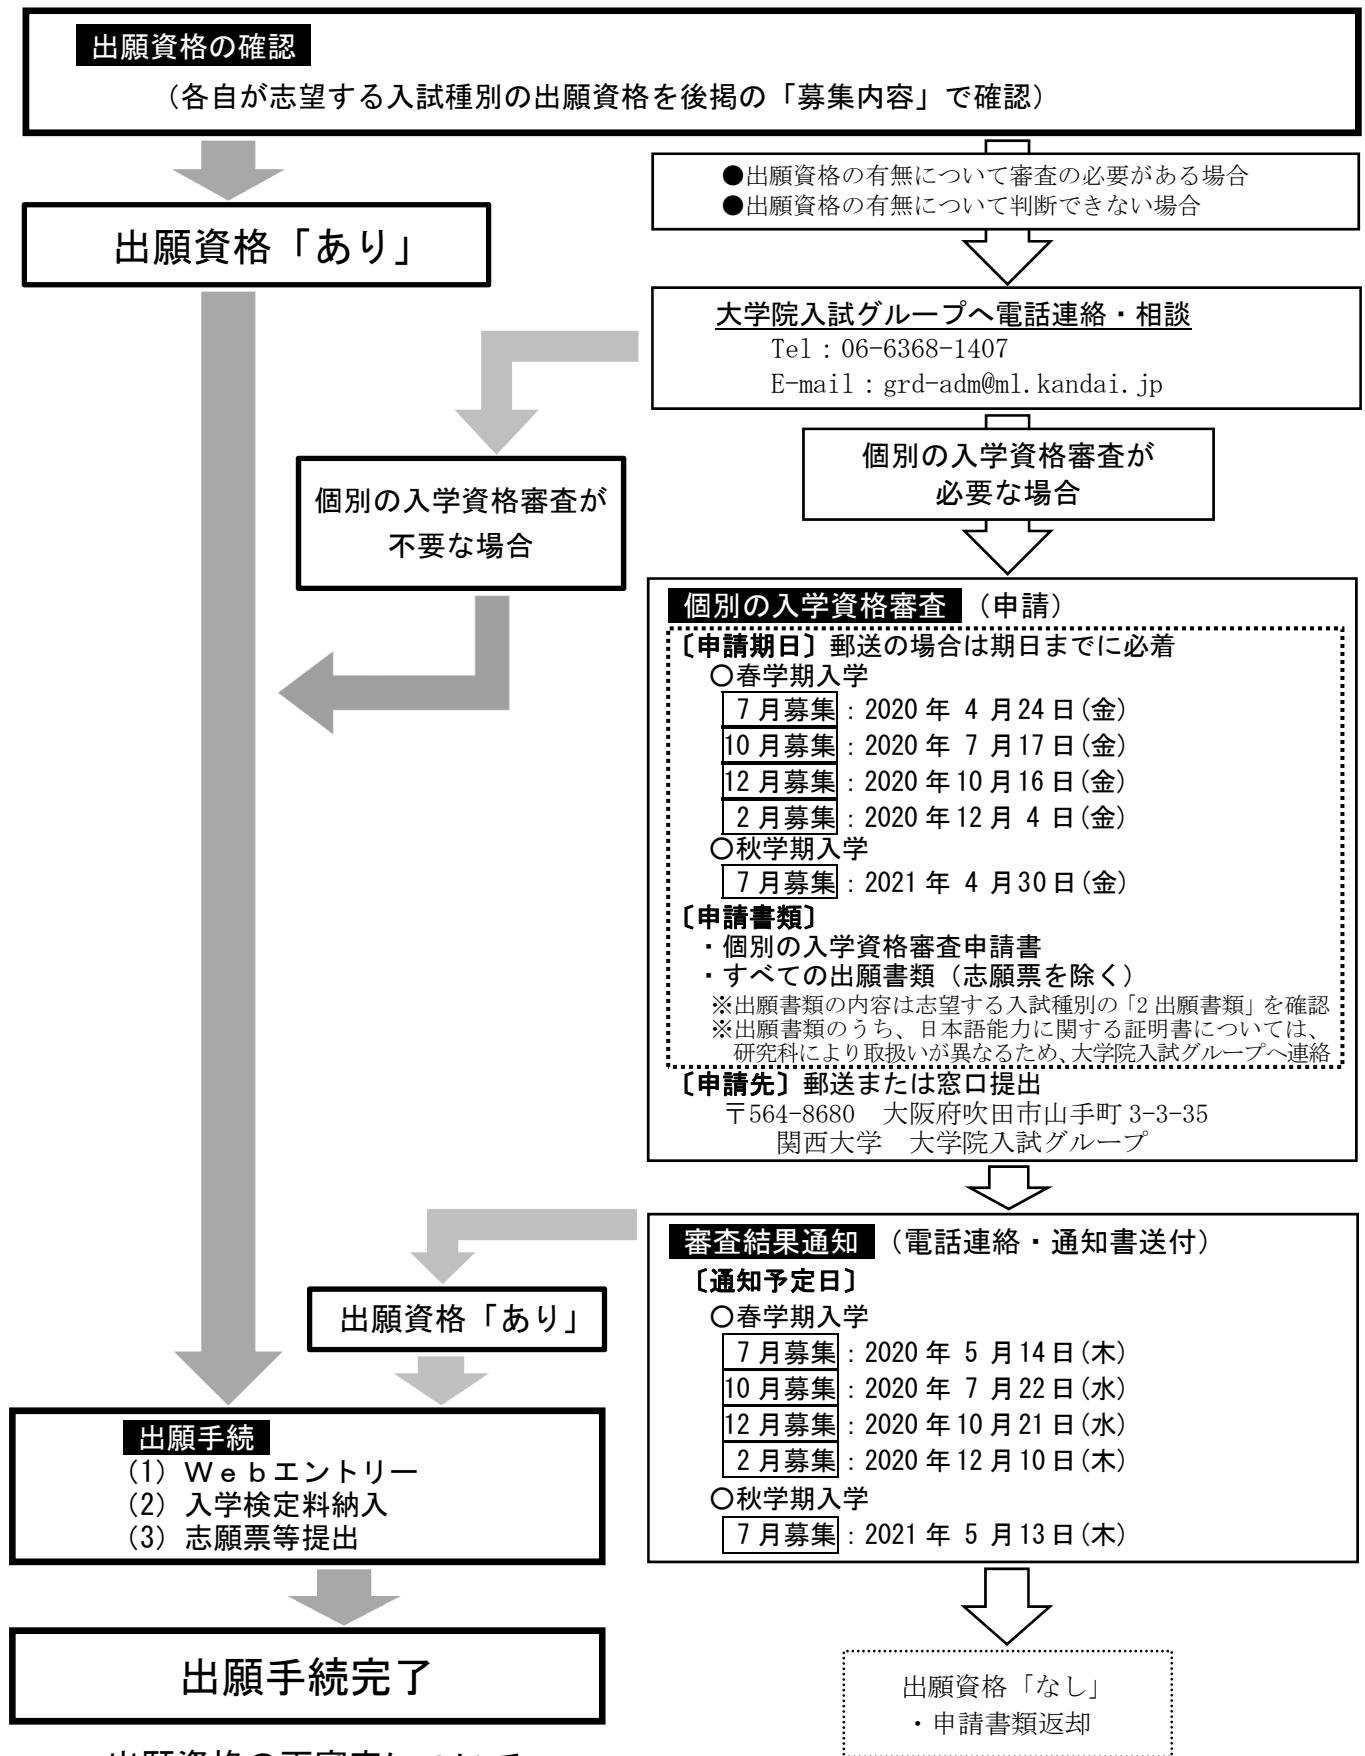 出願資格の確認
（各自が志望する入試種別の出願資格を後掲の「募集内容」で確認）
●出願資格の有無について審査の必要がある場合
●出願資格の有無について判断できない場合
出願資格「あり」
大学院入試グループへ電話連絡・相談
Tel：06-6368-1407
E-mail：grd-adm@ml.kandai.jp
個別の入学資格審査が
不要な場合
個別の入学資格審査が
必要な場合
個別の入学資格審査 （申請）
〔申請期日〕郵送の場合は期日までに必着
○春学期入学
7月募集：2020年 4月24日(金)
10月募集：2020年 7月17日(金)
12月募集：2020年10月16日(金)
2月募集：2020年12月 4日(金)
○秋学期入学
7月募集：2021年 4月30日(金)
〔申請書類〕
・個別の入学資格審査申請書
・すべての出願書類（志願票を除く）
※出願書類の内容は志望する入試種別の「2 出願書類」を確認
※出願書類のうち、日本語能力に関する証明書については、
研究科により取扱いが異なるため、大学院入試グループへ連絡
〔申請先〕郵送または窓口提出
〒564-8680 大阪府吹田市山手町 3-3-35
関西大学 大学院入試グループ
審査結果通知 （電話連絡・通知書送付）
〔通知予定日〕
○春学期入学
7月募集：2020年 5月14日(木)
10月募集：2020年 7月22日(水)
12月募集：2020年10月21日(水)
2月募集：2020年12月10日(木)
○秋学期入学
7月募集：2021年 5月13日(木)
出願資格「あり」
出願手続
(1) Ｗｅｂエントリー
(2) 入学検定料納入
(3) 志願票等提出
出願手続完了
出願資格「なし」
・申請書類返却